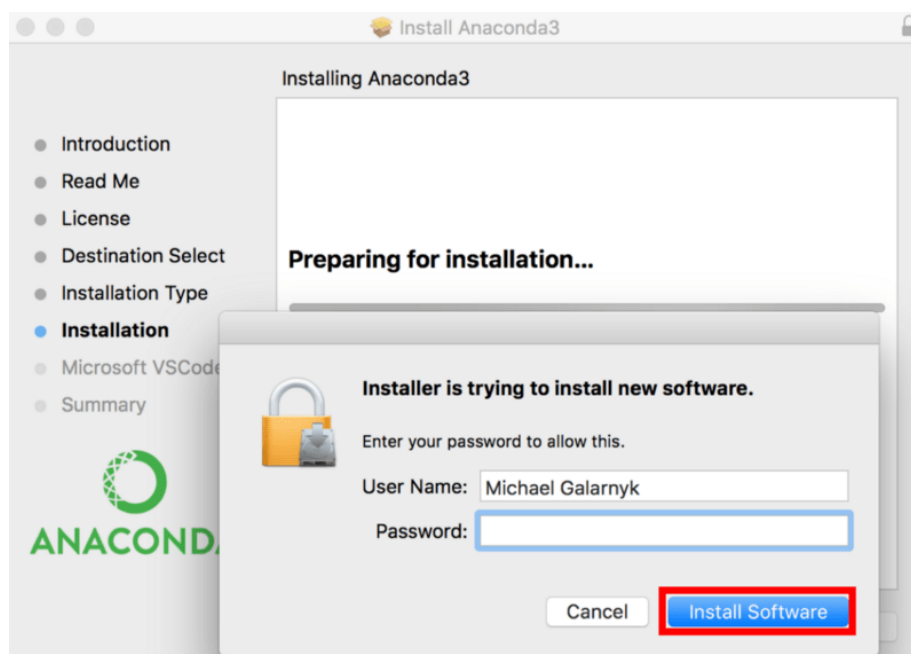 Install Anaconda3
Installing Anaconda3
Introduction
Read Me
License
Destination Select
Installation Type
Installation
Microsoft VSCode
Summary
ANACONDA
Preparing for installation...
Installer is trying to install new software.
Enter your password to allow this.
User Name: Michael Galarnyk
Password:
Cancel
Install Software